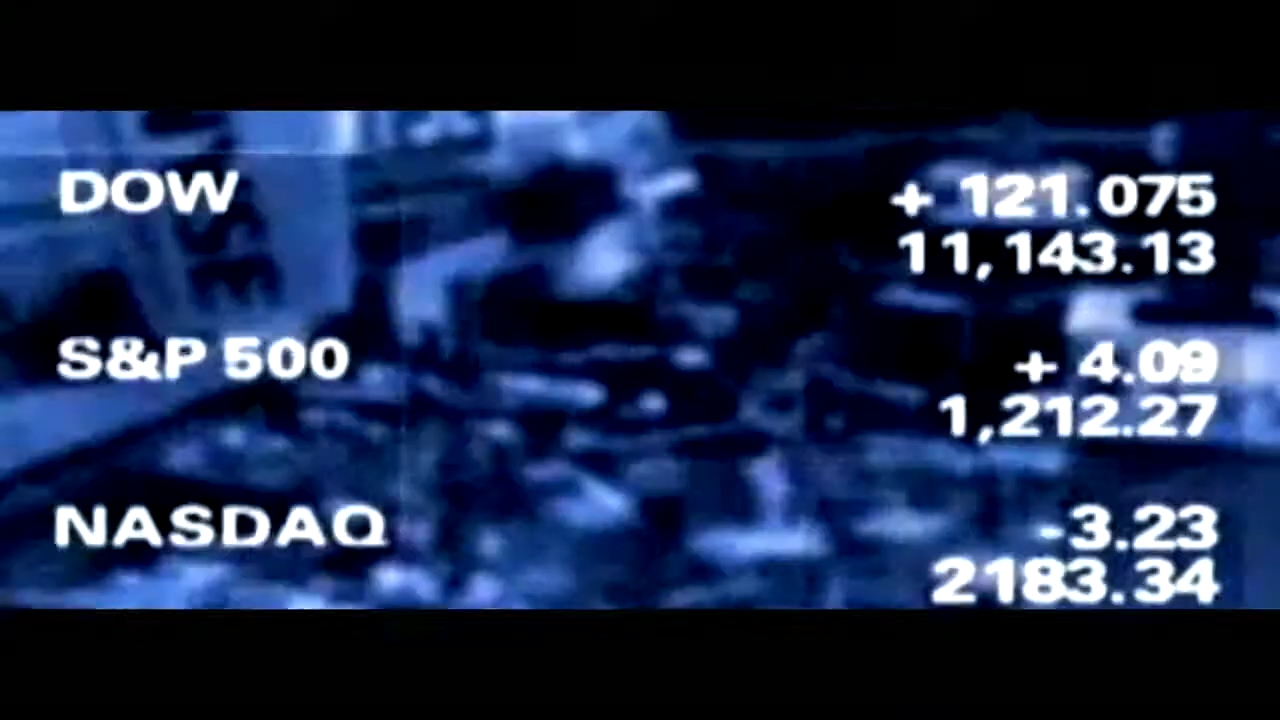 DOW
+ 121.075
11,143.13
S&P 500
+ 4.09
1,212.27
NASDAQ
-3.23
2183.34